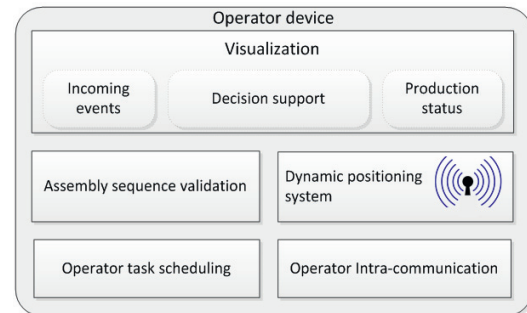 Operator device
Visualization
Incoming
events
Decision support
Production
status
Assembly sequence validation
Dynamic positioning
system
Operator task scheduling
Operator Intra-communication